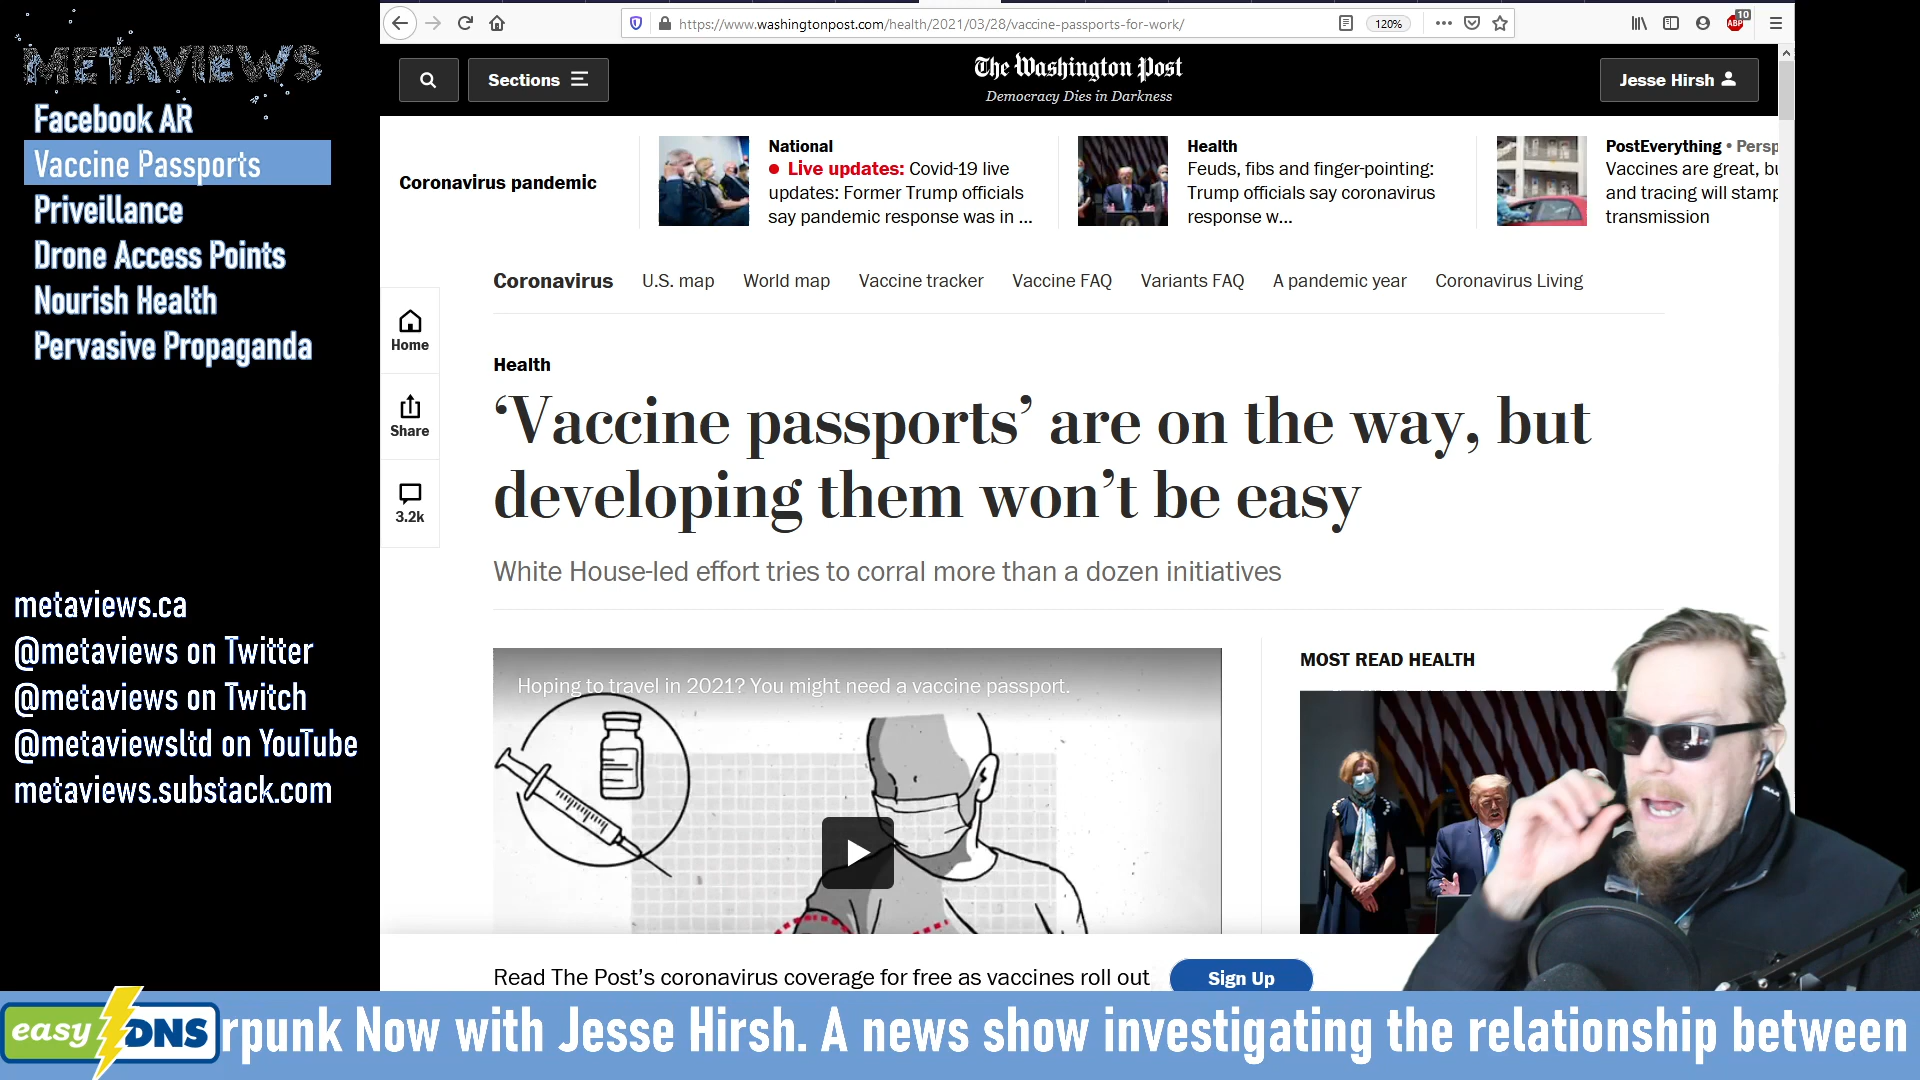 METAVIEWS
Facebook AR
Vaccine Passports
Priveillance
Drone Access Points
Nourish Health
Pervasive Propaganda
metaviews.ca
@metaviews on Twitter
@metaviews on Twitch
@metaviewsltd on YouTube
metaviews.substack.com
https://www.washingtonpost.com/health/2021/03/28/vaccine-passports-for-work/
120%
ABP
10
Sections
The Washington Post
Democracy Dies in Darkness
Jesse Hirsh
Coronavirus pandemic
National
Live updates: Covid-19 live
updates: Former Trump officials
say pandemic response was in ...
Health
Feuds, fibs and finger-pointing:
Trump officials say coronavirus
response w...
PostEverything • Persp
Vaccines are great, bu
and tracing will stamp
transmission
Coronavirus U.S. map World map Vaccine tracker Vaccine FAQ Variants FAQ A pandemic year Coronavirus Living
Home
Share
3.2k
Health
‘Vaccine passports’ are on the way, but
developing them won’t be easy
White House-led effort tries to corral more than a dozen initiatives
Hoping to travel in 2021? You might need a vaccine passport.
MOST READ HEALTH
Read The Post’s coronavirus coverage for free as vaccines roll out
Sign Up
easyDNS
rpunk Now with Jesse Hirsh. A news show investigating the relationship between